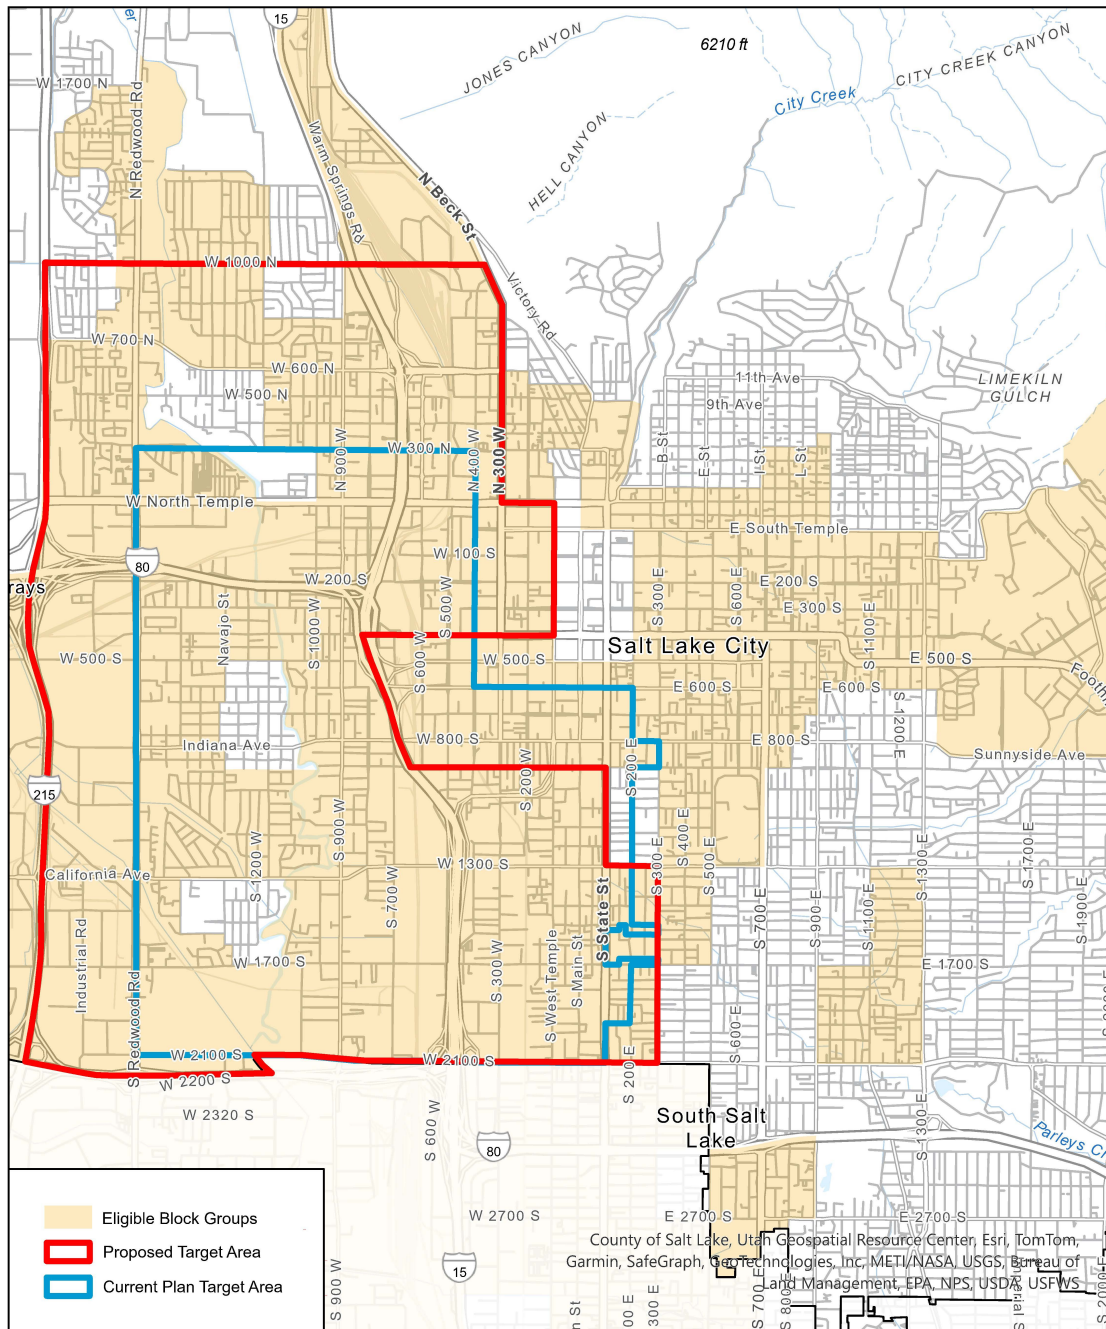 15
6210 ft
JONES CANYON
CITY CREEK CANYON
City Creek
W 1700 N
N Redwood Rd
Warm Springs Rd
HELL CANYON
N Beck St
W 1000 N
Victory Rd
W 700 N
W 600 N
W 500 N
11th Ave
9th Ave
LIMEKILN
GULCH
B St
E St
I St
L St
W 300 N
N 900 W
N 400 W
N 300 W
W North Temple
E South Temple
W 100 S
80
rays
W 200 S
S 500 W
S 300 E
S 600 E
E 200 S
E 300 S
S 1100 E
Navajo St
S 1000 W
S 600 W
W 500 S
W 500 S
Salt Lake City
E 500 S
E 600 S
E 600 S
S 1200 E
Indiana Ave
W 800 S
S 200 W
S 200 E
E 800 S
Sunnyside Ave
215
S 900 W
W 1300 S
California Ave
S 1200 W
S 700 W
S 300 E
S 400 E
S 500 E
S 700 E
S 900 E
S 1100 E
S 1300 E
S 1700 E
S 1900 E
Industrial Rd
W 1700 S
S 300 W
S West Temple
S Main St
S State St
E 1700 S
S Redwood Rd
W 2100 S
W 2100 S
S 200 E
S 600 E
W 2200 S
W 2320 S
S 600 W
80
South Salt
Lake
S 1300 E
W 2700 S
E 2700 S
E 2700 S
15
S 900 W
S 700 E
Eligible Block Groups
Proposed Target Area
Current Plan Target Area
County of Salt Lake, Utah Geospatial Resource Center, Esri, TomTom,
Garmin, SafeGraph, GeoTechnologies, Inc, METI/NASA, USGS, Bureau of
Land Management, EPA, NPS, USDA, USFWS